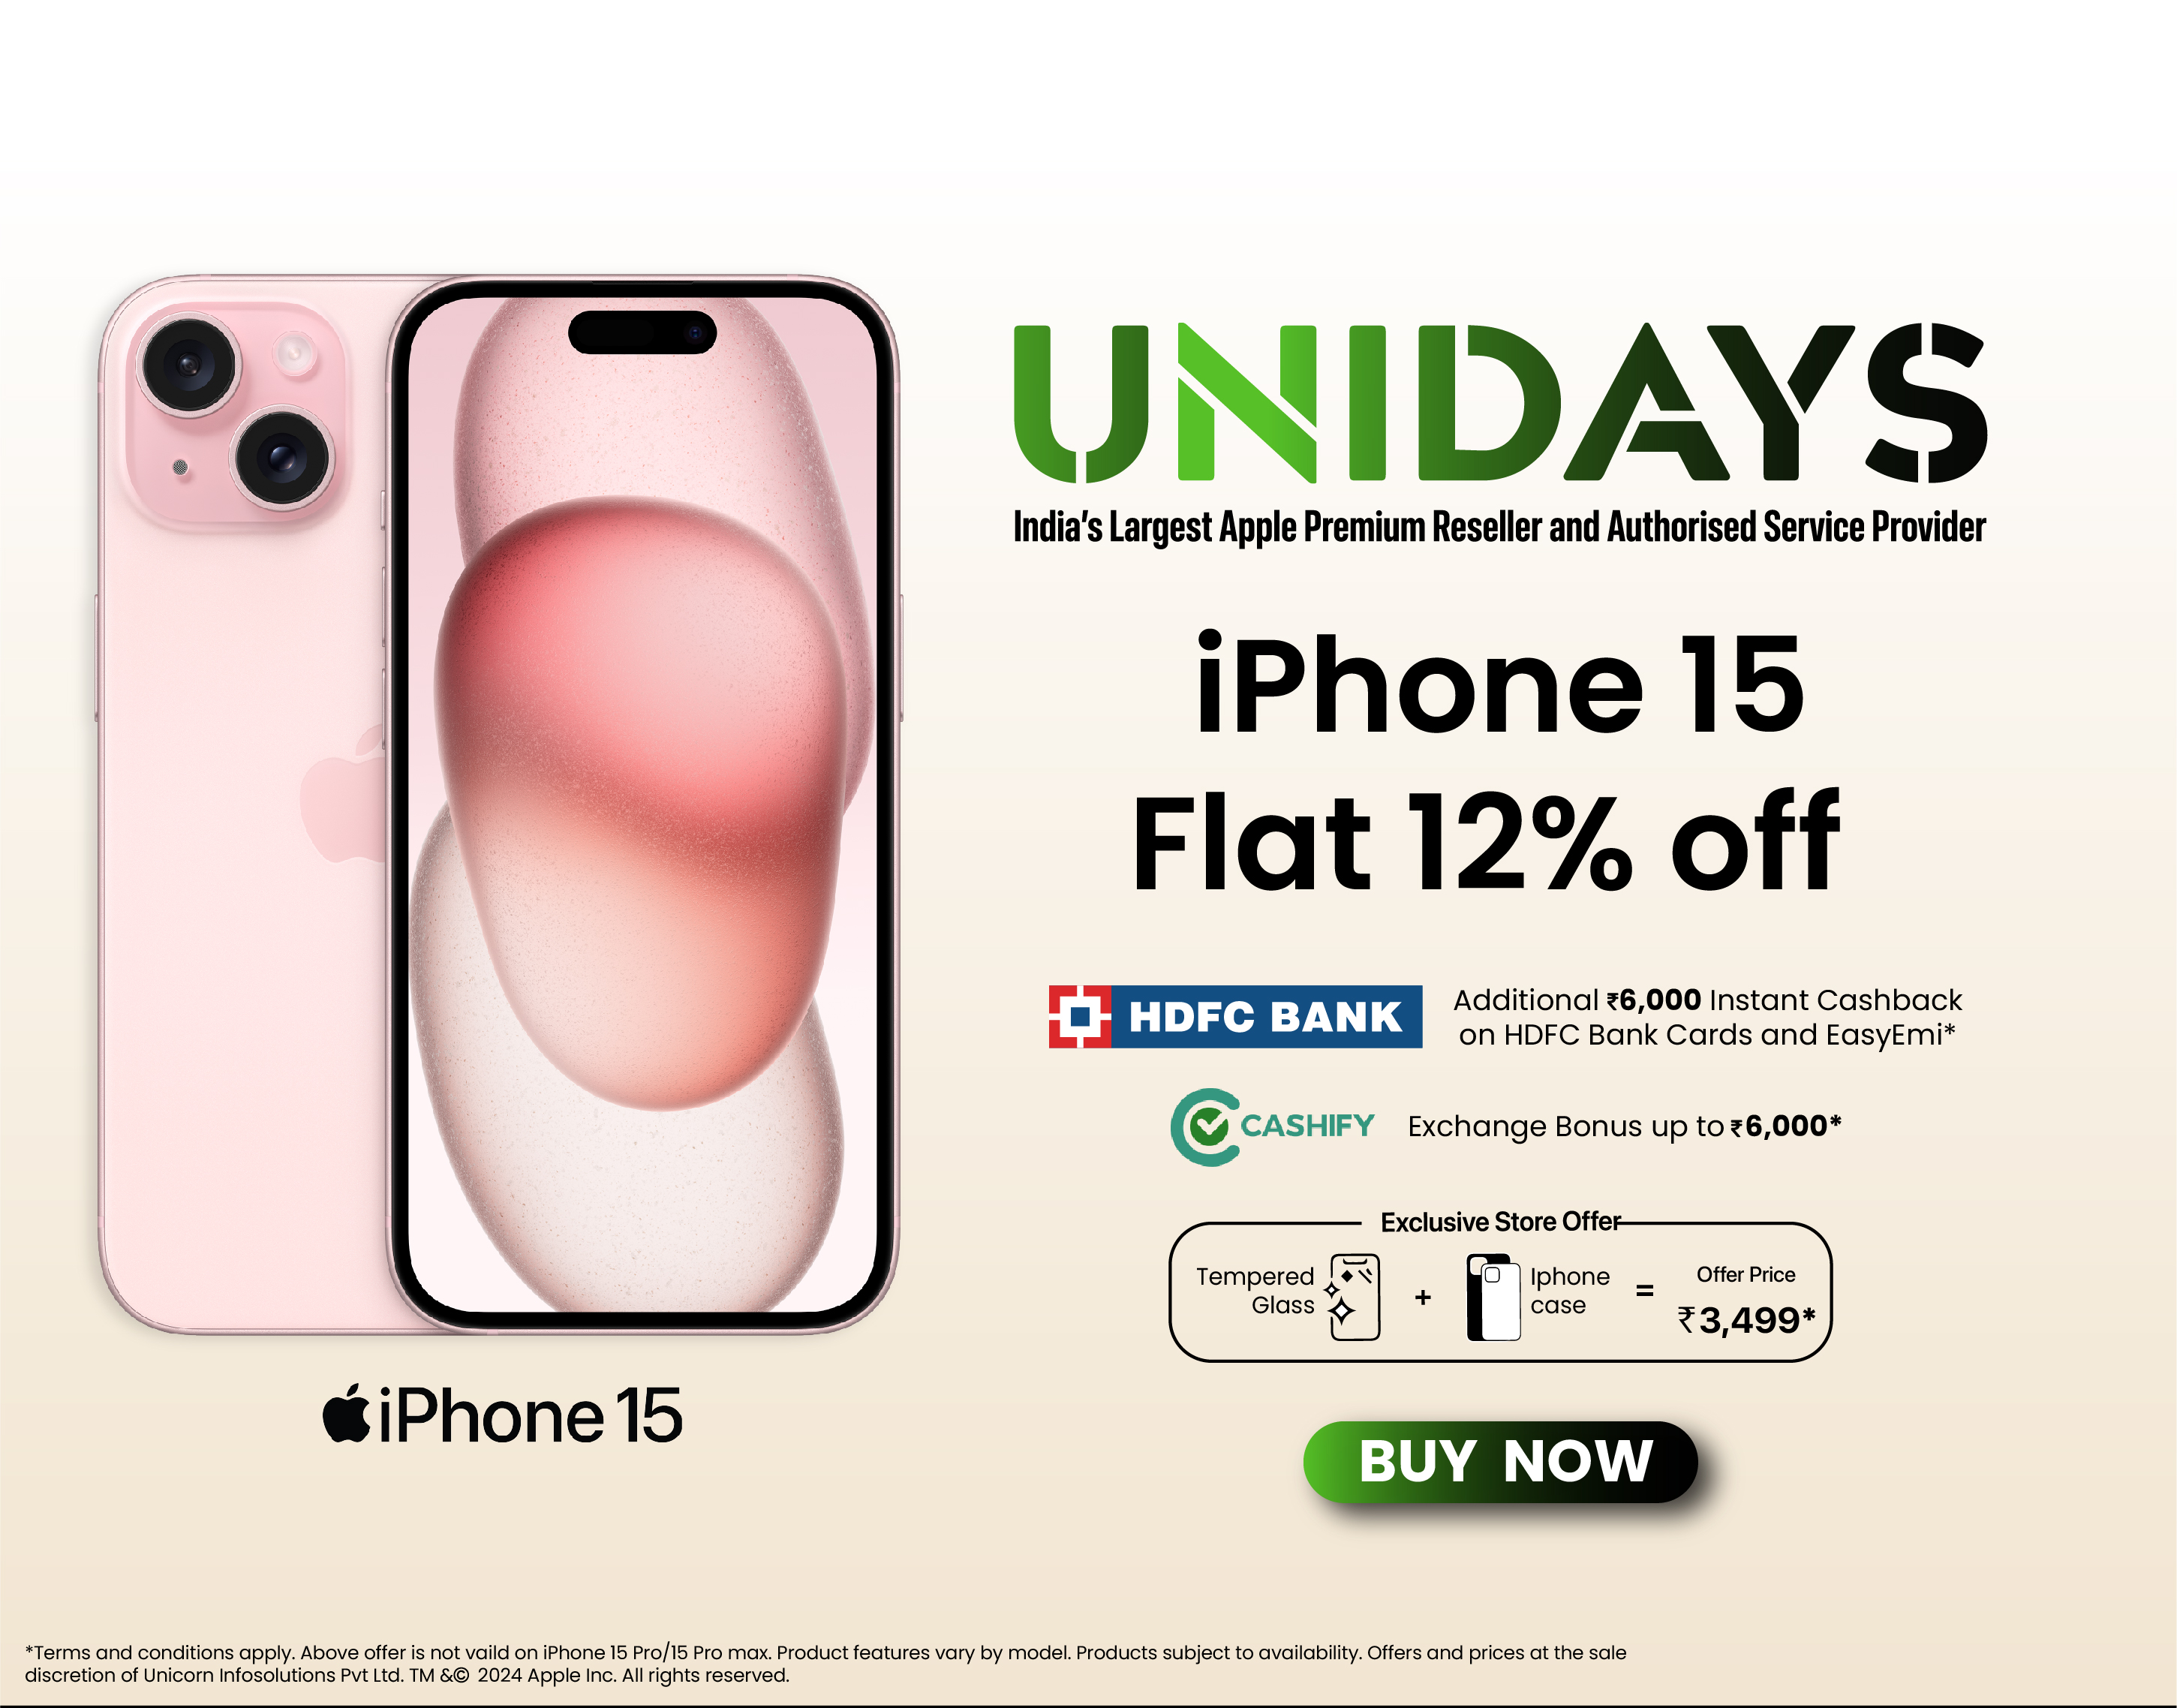 UNIDAYS
India's Largest Apple Premium Reseller and Authorised Service Provider
iPhone 15
Flat 12% off
HDFC BANK
Additional ₹6,000 Instant Cashback
on HDFC Bank Cards and EasyEmi*
CASHIFY
Exchange Bonus up to ₹6,000*
Exclusive Store Offer
Tempered
Glass
+
Iphone
case
=
Offer Price
₹3,499*
iPhone 15
BUY NOW
*Terms and conditions apply. Above offer is not vaild on iPhone 15 Pro/15 Pro max. Product features vary by model. Products subject to availability. Offers and prices at the sale
discretion of Unicorn Infosolutions Pvt Ltd. TM &© 2024 Apple Inc. All rights reserved.